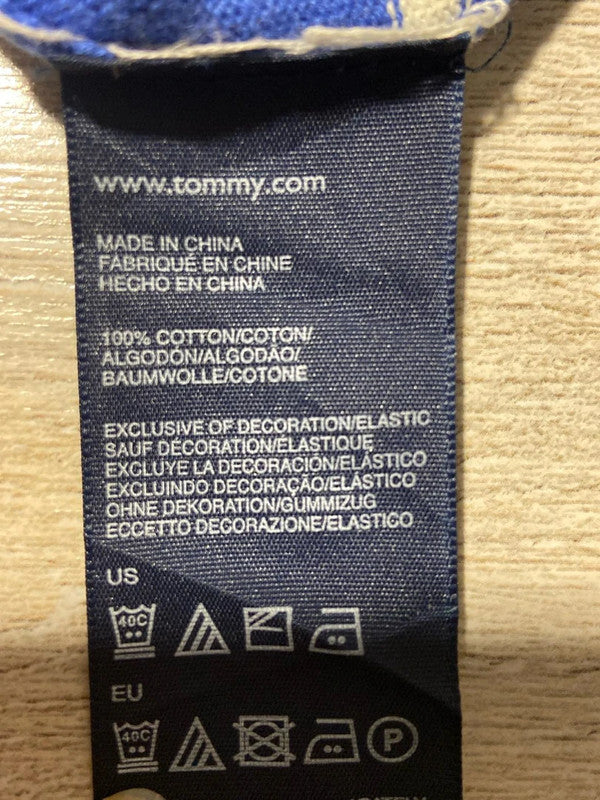 www.tommy.com
MADE IN CHINA
FABRIQUÉ EN CHINE
HECHO EN CHINA
100% COTTON/COTON/
ALGODÓN/ALGODÃO/
BAUMWOLLE/COTONE
EXCLUSIVE OF DECORATION/ELASTIC
SAUF DÉCORATION/ÉLASTIQUE
EXCLUYE LA DECORACIÓN/ELÁSTICO
EXCLUINDO DECORAÇÃO/ELÁSTICO
OHNE DEKORATION/GUMMIZUG
ECCETTO DECORAZIONE/ELASTICO
US
40C
EU
40C P